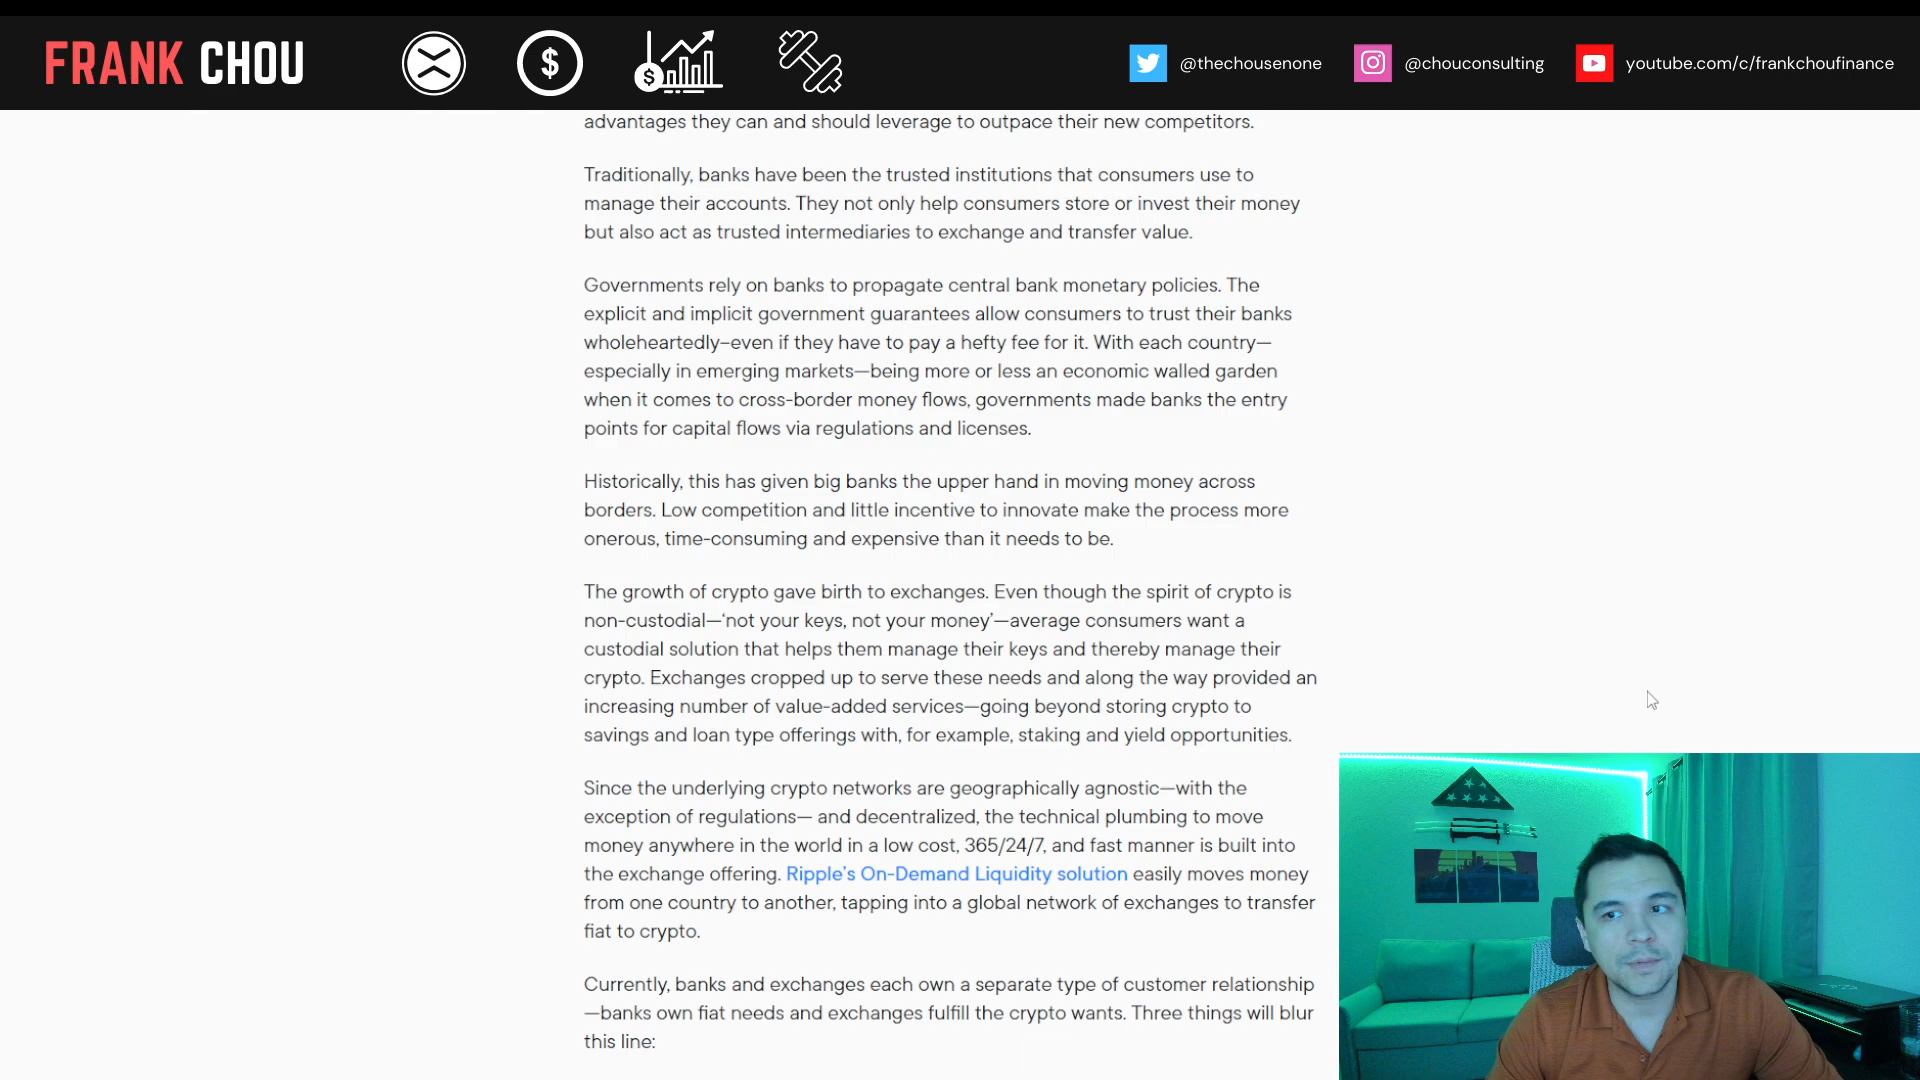 FRANK CHOU
@thechousenone
@chouconsulting
youtube.com/c/frankchoufinance
advantages they can and should leverage to outpace their new competitors.
Traditionally, banks have been the trusted institutions that consumers use to
manage their accounts. They not only help consumers store or invest their money
but also act as trusted intermediaries to exchange and transfer value.
Governments rely on banks to propagate central bank monetary policies. The
explicit and implicit government guarantees allow consumers to trust their banks
wholeheartedly–even if they have to pay a hefty fee for it. With each country—
especially in emerging markets—being more or less an economic walled garden
when it comes to cross-border money flows, governments made banks the entry
points for capital flows via regulations and licenses.
Historically, this has given big banks the upper hand in moving money across
borders. Low competition and little incentive to innovate make the process more
onerous, time-consuming and expensive than it needs to be.
The growth of crypto gave birth to exchanges. Even though the spirit of crypto is
non-custodial—‘not your keys, not your money’—average consumers want a
custodial solution that helps them manage their keys and thereby manage their
crypto. Exchanges cropped up to serve these needs and along the way provided an
increasing number of value-added services—going beyond storing crypto to
savings and loan type offerings with, for example, staking and yield opportunities.
Since the underlying crypto networks are geographically agnostic—with the
exception of regulations— and decentralized, the technical plumbing to move
money anywhere in the world in a low cost, 365/24/7, and fast manner is built into
the exchange offering. Ripple’s On-Demand Liquidity solution easily moves money
from one country to another, tapping into a global network of exchanges to transfer
fiat to crypto.
Currently, banks and exchanges each own a separate type of customer relationship
—banks own fiat needs and exchanges fulfill the crypto wants. Three things will blur
this line: